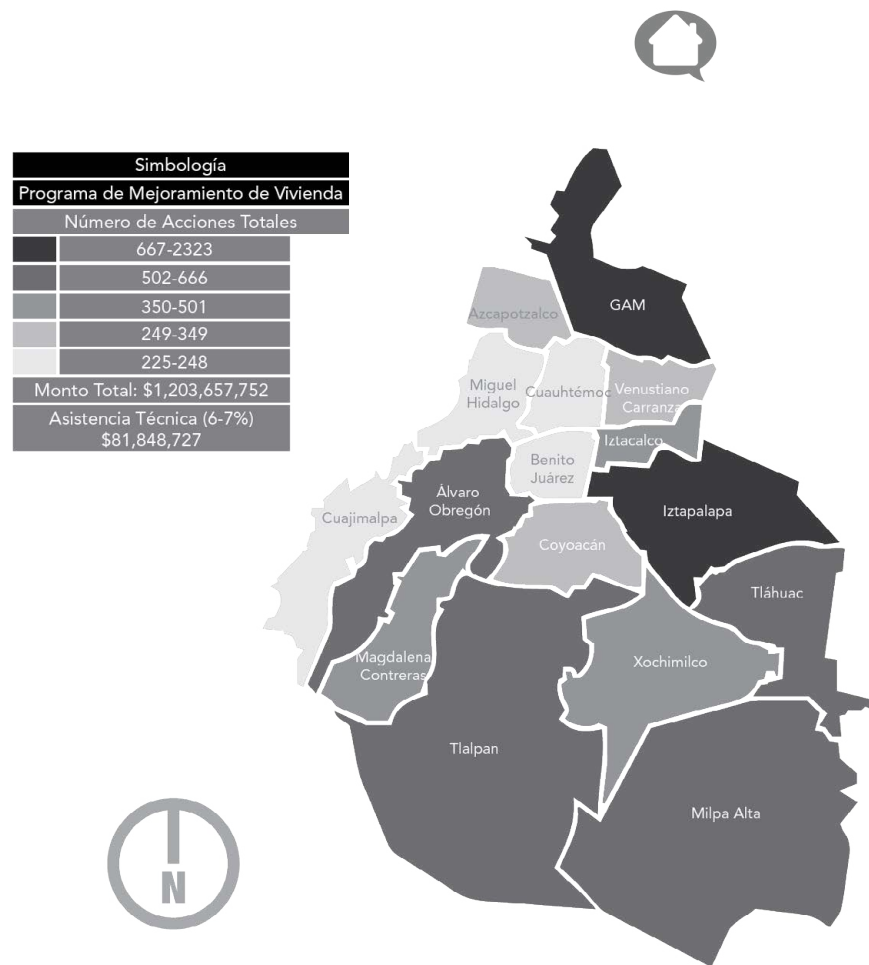 Simbología
Programa de Mejoramiento de Vivienda
Número de Acciones Totales
667-2323
502-666
350-501
249-349
225-248
Monto Total: $1,203,657,752
Asistencia Técnica (6-7%)
$81,848,727
GAM
Azcapotzalco
Miguel
Hidalgo
Cuauhtémoc
Venustiano
Carranza
Iztacalco
Benito
Juárez
Álvaro
Obregón
Iztapalapa
Cuajimalpa
Coyoacán
Tláhuac
Magdalena
Contreras
Xochimilco
Tlalpan
Milpa Alta
N